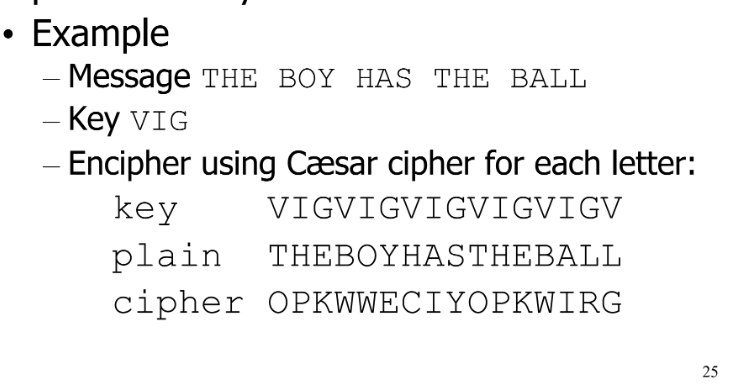 • Example
– Message THE BOY HAS THE BALL
– Key VIG
– Encipher using Cæsar cipher for each letter:
key VIGVIGVIGVIGVIGV
plain THEBOYHASTHEBALL
cipher OPKWWECIYOPKWIRG
25